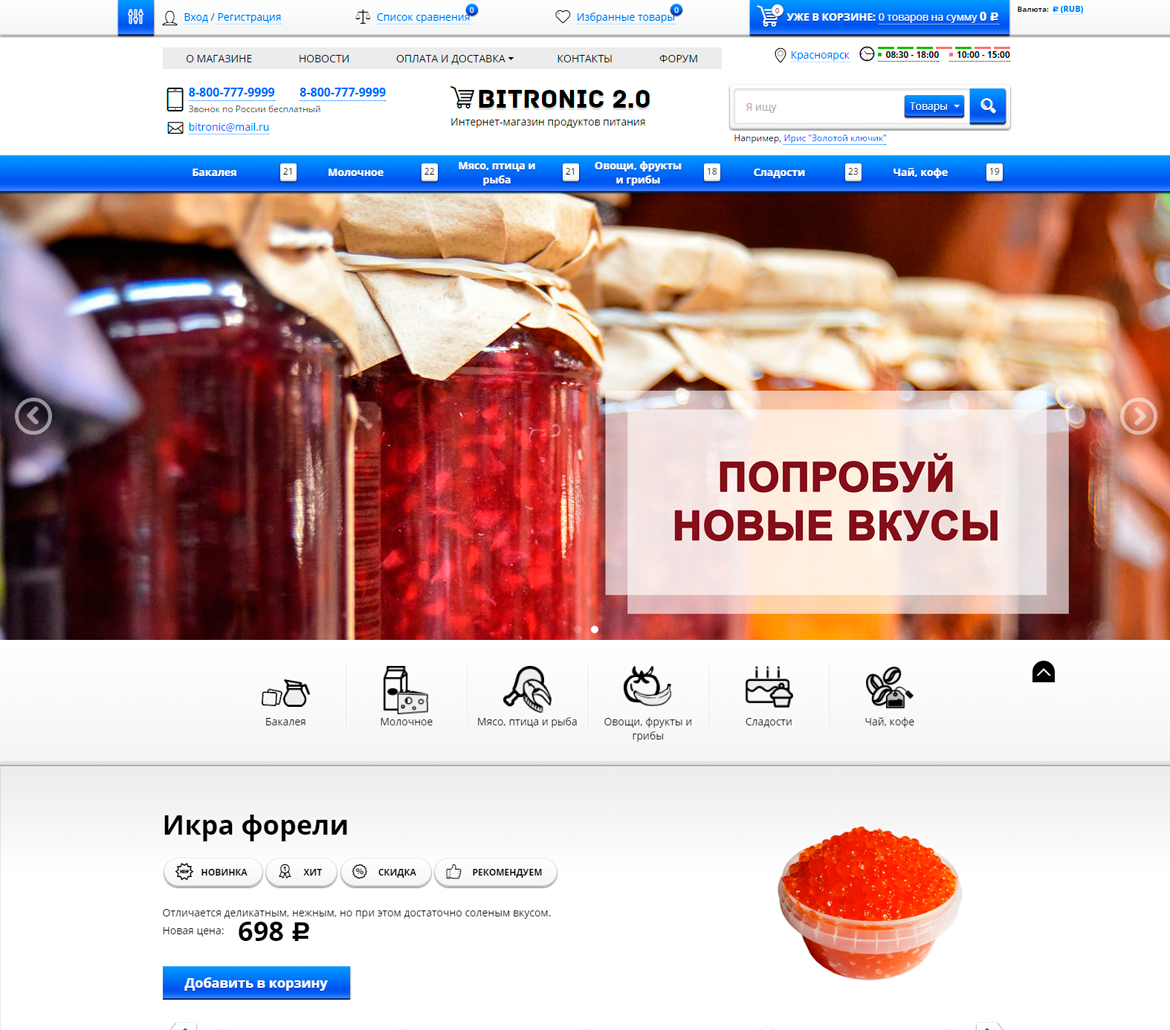 Вход / Регистрация
Список сравнения 0
Избранные товары 0
0 УЖЕ В КОРЗИНЕ: 0 товаров на сумму 0 ₽
Валюта: ₽ (RUB)
О МАГАЗИНЕ НОВОСТИ ОПЛАТА И ДОСТАВКА КОНТАКТЫ ФОРУМ
Красноярск
08:30 - 18:00 10:00 - 15:00
8-800-777-9999 8-800-777-9999
Звонок по России бесплатный
bitronic@mail.ru
BITRONIC 2.0
Интернет-магазин продуктов питания
Я ищу
Товары
Например, Ирис "Золотой ключик"
Бакалея 21
Молочное 22
Мясо, птица и
рыба 21
Овощи, фрукты
и грибы 18
Сладости 23
Чай, кофе 19
ПОПРОБУЙ
НОВЫЕ ВКУСЫ
Бакалея
Молочное
Мясо, птица и рыба
Овощи, фрукты и
грибы
Сладости
Чай, кофе
Икра форели
НОВИНКА ХИТ СКИДКА РЕКОМЕНДУЕМ
Отличается деликатным, нежным, но при этом достаточно соленым вкусом.
Новая цена: 698 ₽
Добавить в корзину